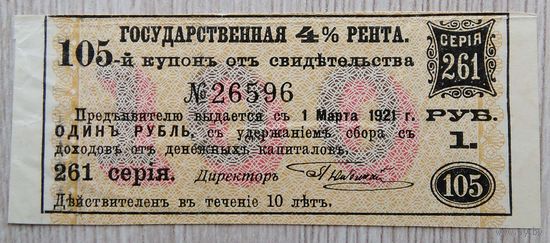 ГОСУДАРСТВЕННАЯ 4% РЕНТА.
105-й купонъ отъ свидѣтельства
№26596
Предъявителю выдается съ 1 Марта 1921 г.
ОДИНЪ РУБЛЬ, съ удержаніемъ сбора съ
доходовъ отъ денежныхъ капиталовъ.
261 серія. Директоръ
Дѣйствителенъ въ теченіе 10 лѣтъ.
СЕРІЯ
261
РУБ.
1.
105
100